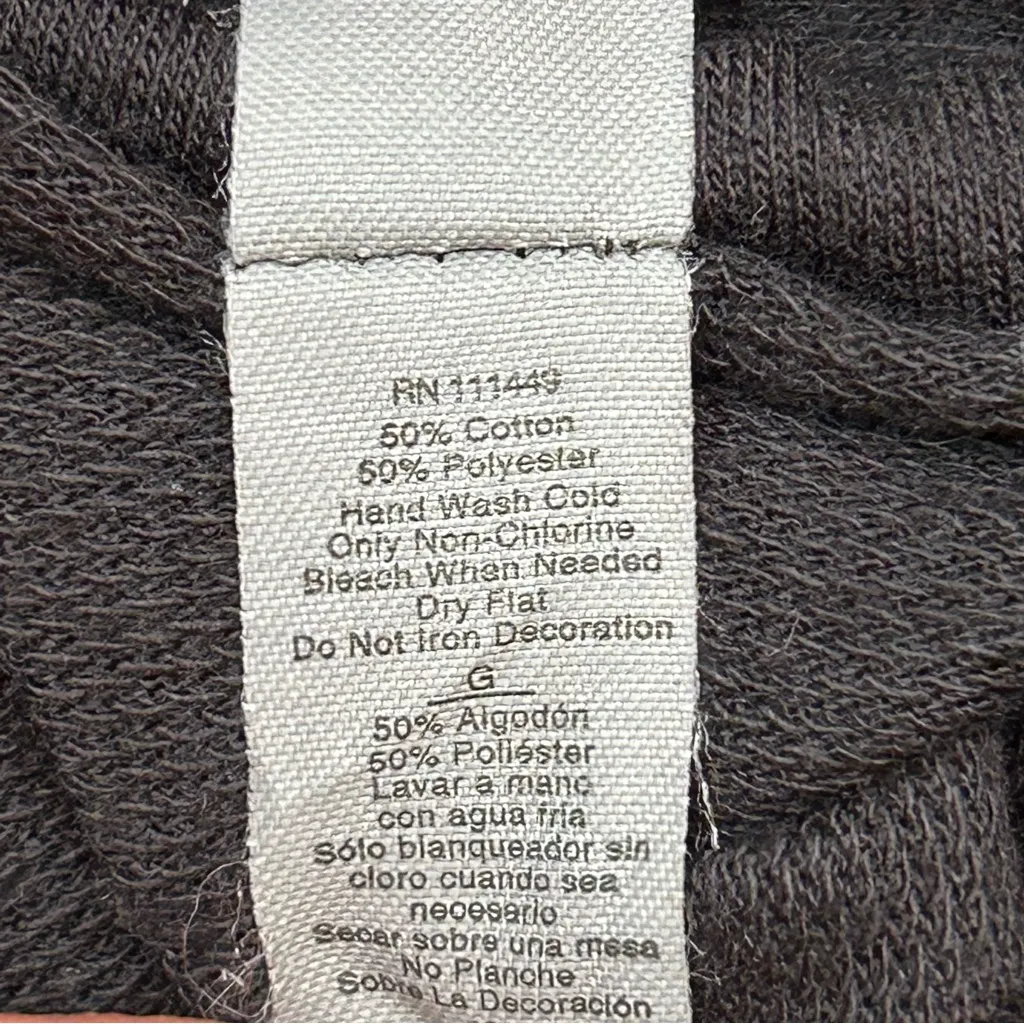 RN 111449
50% Cotton
50% Polyester
Hand Wash Cold
Only Non-Chlorine
Bleach When Needed
Dry Flat
Do Not Iron Decoration
G
50% Algodón
50% Poliéster
Lavar a mano
con agua fria
sólo blanqueador sin
cloro cuando sea
necesario
Secar sobre una mesa
No Planche
Sobre La Decoración